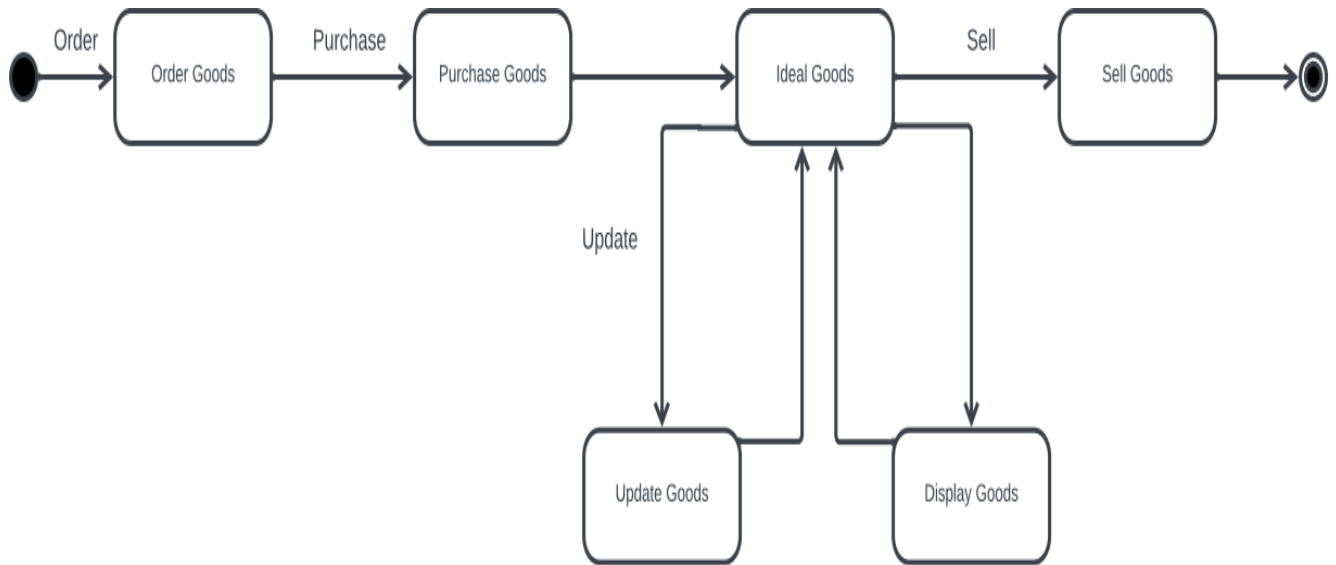 Order
Purchase
Sell
Order Goods
Purchase Goods
Ideal Goods
Sell Goods
Update
Update Goods
Display Goods